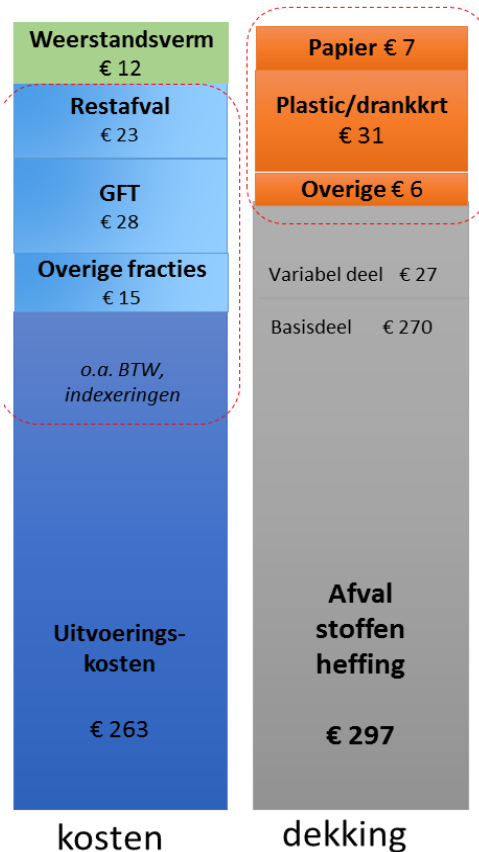 Weerstandsverm
€ 12
Restafval
€ 23
GFT
€ 28
Overige fracties
€ 15
o.a. BTW,
indexeringen
Uitvoerings-
kosten
€ 263
kosten
Papier € 7
Plastic/drankkrt
€ 31
Overige € 6
Variabel deel € 27
Basisdeel € 270
Afval
stoffen
heffing
€ 297
dekking